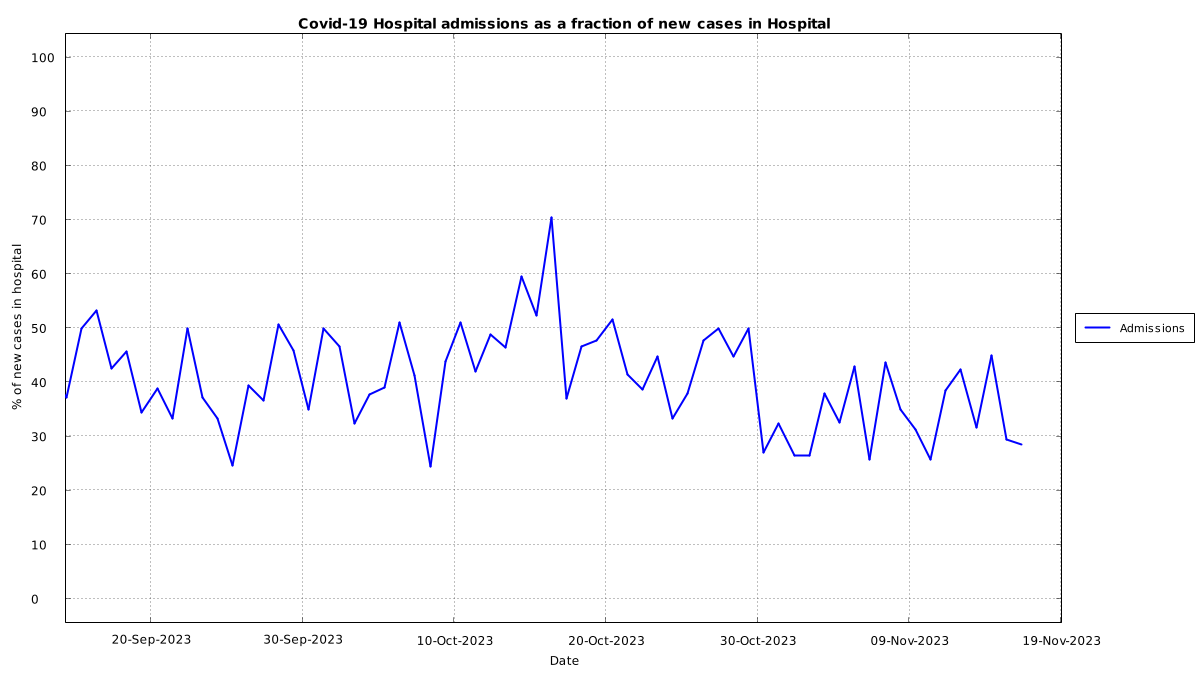 Covid-19 Hospital admissions as a fraction of new cases in Hospital
100
90
80
70
60
50
40
30
20
10
0
% of new cases in hospital
Admissions
20-Sep-2023 30-Sep-2023 10-Oct-2023 20-Oct-2023 30-Oct-2023 09-Nov-2023 19-Nov-2023
Date